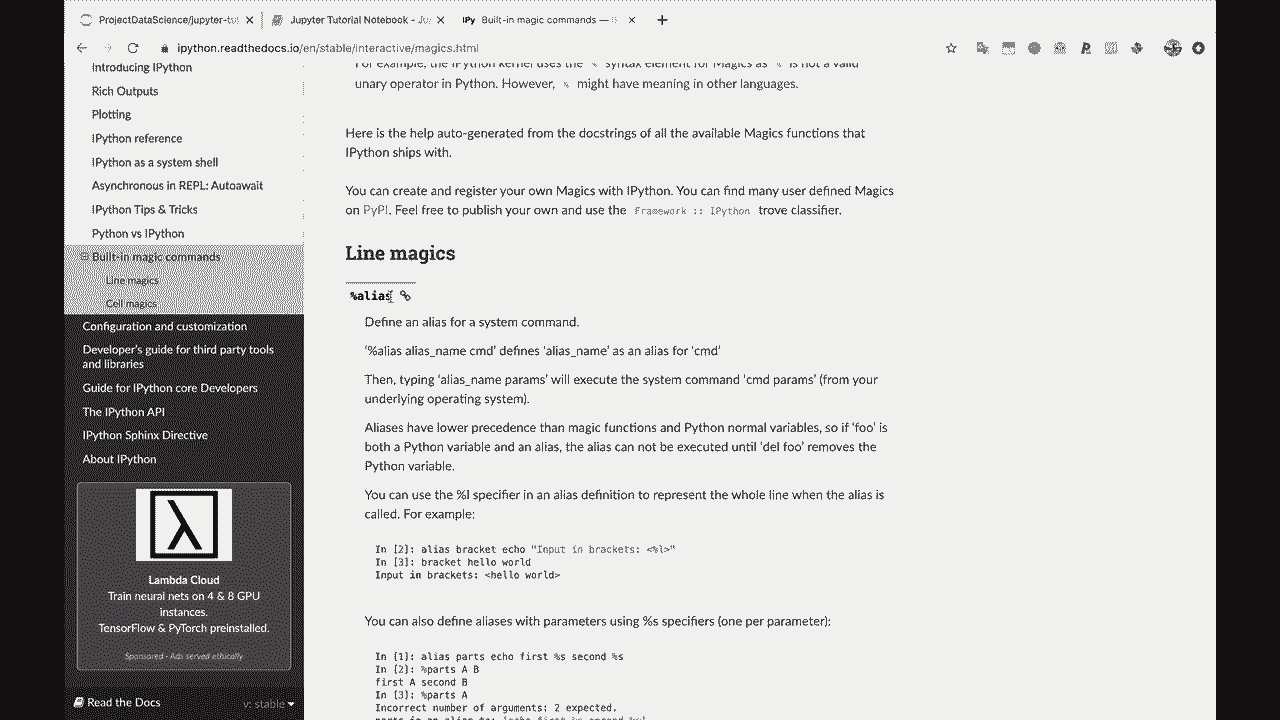 ProjectDataScience/jupyter-tut
Jupyter Tutorial Notebook - Ju
IPy Built-in magic commands —
ipython.readthedocs.io/en/stable/interactive/magics.html
Introducing IPython
Rich Outputs
Plotting
IPython reference
IPython as a system shell
Asynchronous in REPL: Autoawait
IPython Tips & Tricks
Python vs IPython
Built-in magic commands
Line magics
Cell magics
Configuration and customization
Developer's guide for third party tools
and libraries
Guide for IPython core Developers
The IPython API
IPython Sphinx Directive
About IPython
Lambda Cloud
Train neural nets on 4 & 8 GPU
instances.
TensorFlow & PyTorch preinstalled.
Sponsored · Ads served ethically
Read the Docs
v: stable
For example, the IPython kernel uses the % syntax element for Magics as % is not a valid
unary operator in Python. However, % might have meaning in other languages.
Here is the help auto-generated from the docstrings of all the available Magics functions that
IPython ships with.
You can create and register your own Magics with IPython. You can find many user defined Magics
on PyPI. Feel free to publish your own and use the Framework :: IPython trove classifier.
Line magics
%alias
Define an alias for a system command.
‘%alias alias_name cmd’ defines ‘alias_name’ as an alias for ‘cmd’
Then, typing ‘alias_name params’ will execute the system command ‘cmd params’ (from your
underlying operating system).
Aliases have lower precedence than magic functions and Python normal variables, so if ‘foo’ is
both a Python variable and an alias, the alias can not be executed until ‘del foo’ removes the
Python variable.
You can use the %l specifier in an alias definition to represent the whole line when the alias is
called. For example:
In [2]: alias bracket echo "Input in brackets: <%l>"
In [3]: bracket hello world
Input in brackets: <hello world>
You can also define aliases with parameters using %s specifiers (one per parameter):
In [1]: alias parts echo first %s second %s
In [2]: %parts A B
first A second B
In [3]: %parts A
Incorrect number of arguments: 2 expected.